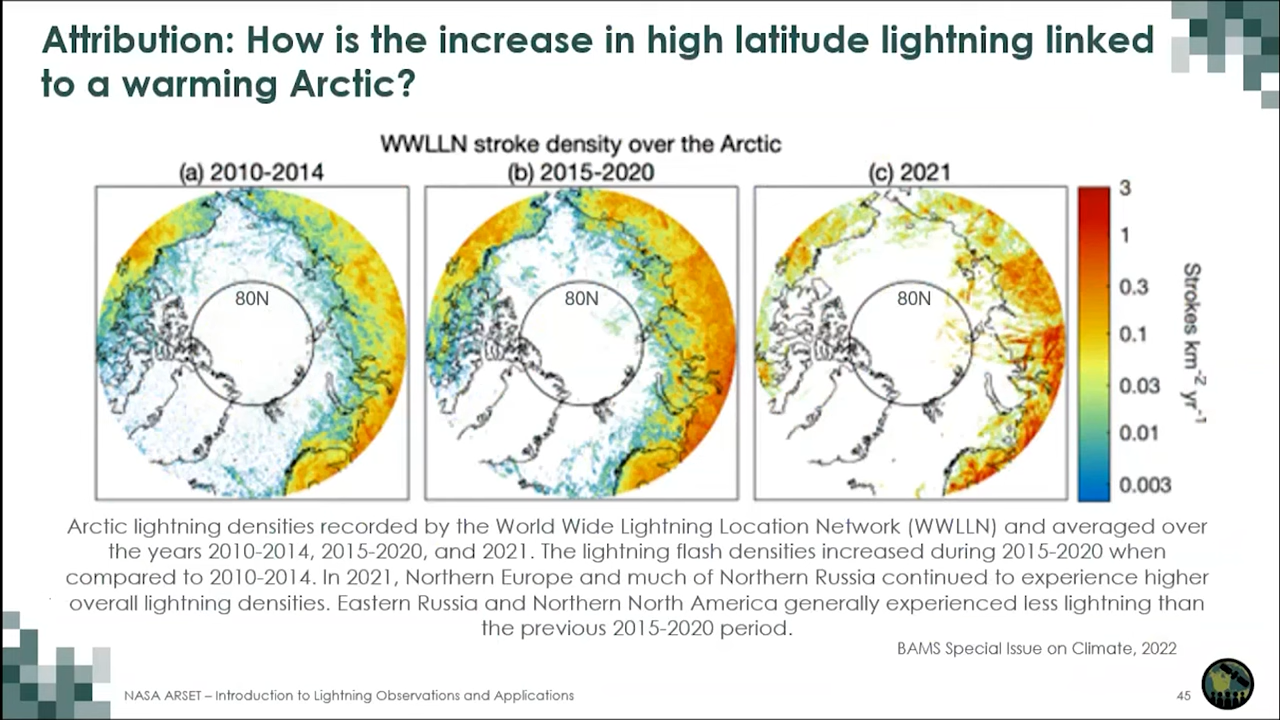 Attribution: How is the increase in high latitude lightning linked
to a warming Arctic?
WWLLN stroke density over the Arctic
(a) 2010-2014
(b) 2015-2020
(c) 2021
80N
80N
80N
3
1
0.3
0.1
0.03
0.01
0.003
Strokes km-2 yr-1
Arctic lightning densities recorded by the World Wide Lightning Location Network (WWLLN) and averaged over
the years 2010-2014, 2015-2020, and 2021. The lightning flash densities increased during 2015-2020 when
compared to 2010-2014. In 2021, Northern Europe and much of Northern Russia continued to experience higher
overall lightning densities. Eastern Russia and Northern North America generally experienced less lightning than
the previous 2015-2020 period.
BAMS Special Issue on Climate, 2022
NASA ARSET – Introduction to Lightning Observations and Applications
45